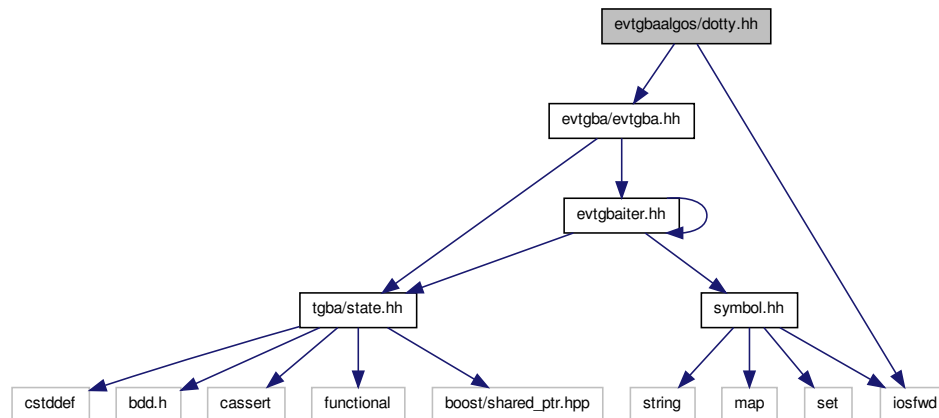 evtgbaalgos/dotty.hh
evtgba/evtgba.hh
evtgbaiter.hh
tgba/state.hh
symbol.hh
cstddef
bdd.h
cassert
functional
boost/shared_ptr.hpp
string
map
set
iosfwd